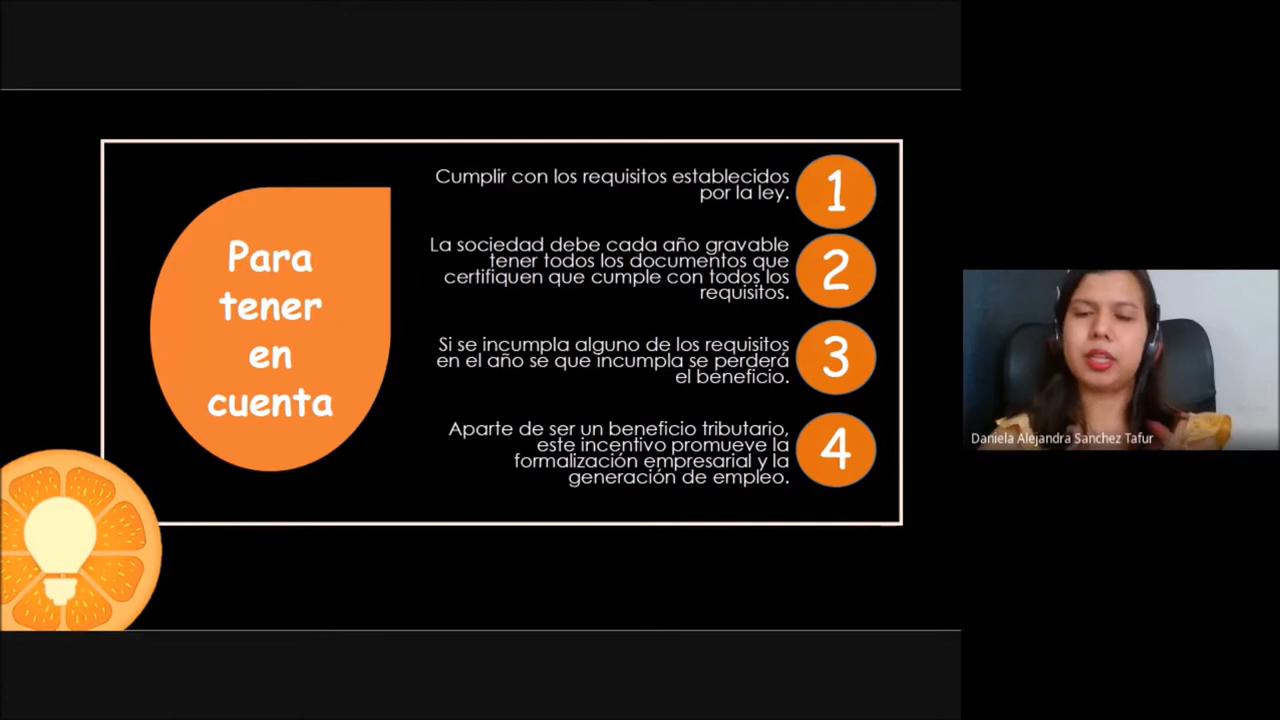 Para
tener
en
cuenta
Cumplir con los requisitos establecidos
por la ley.
1
La sociedad debe cada año gravable
tener todos los documentos que
certifiquen que cumple con todos los
requisitos.
2
Si se incumpla alguno de los requisitos
en el año se que incumpla se perderá
el beneficio.
3
Aparte de ser un beneficio tributario,
este incentivo promueve la
formalización empresarial y la
generación de empleo.
4
Daniela Alejandra Sanchez Tafur